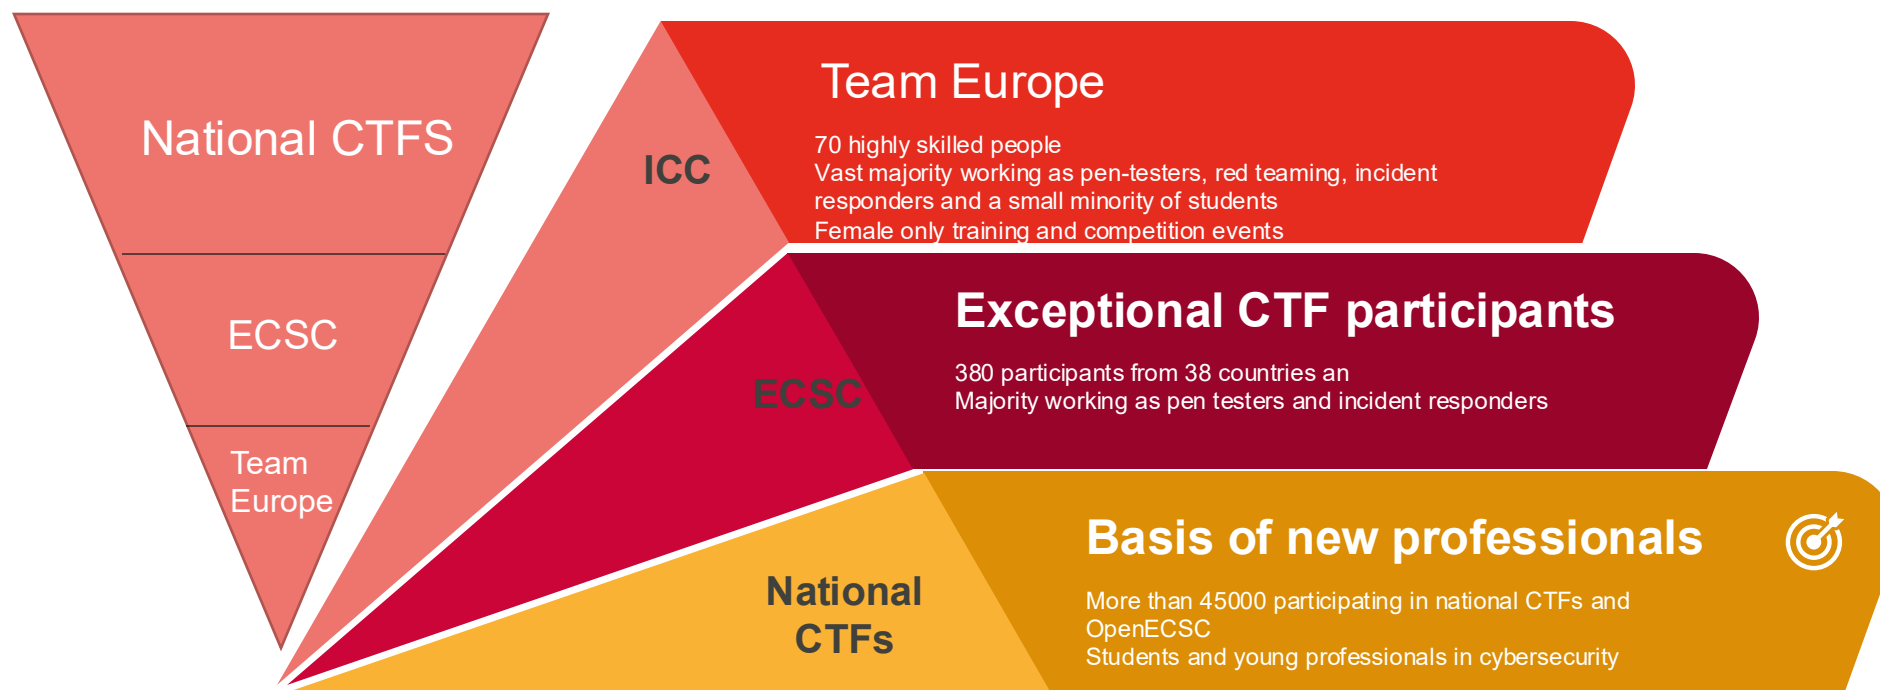 National CTFS
ECSC
Team
Europe
ICC
Team Europe
70 highly skilled people
Vast majority working as pen-testers, red teaming, incident
responders and a small minority of students
Female only training and competition events
ECSC
Exceptional CTF participants
380 participants from 38 countries an
Majority working as pen testers and incident responders
National
CTFs
Basis of new professionals
More than 45000 participating in national CTFs and
OpenECSC
Students and young professionals in cybersecurity